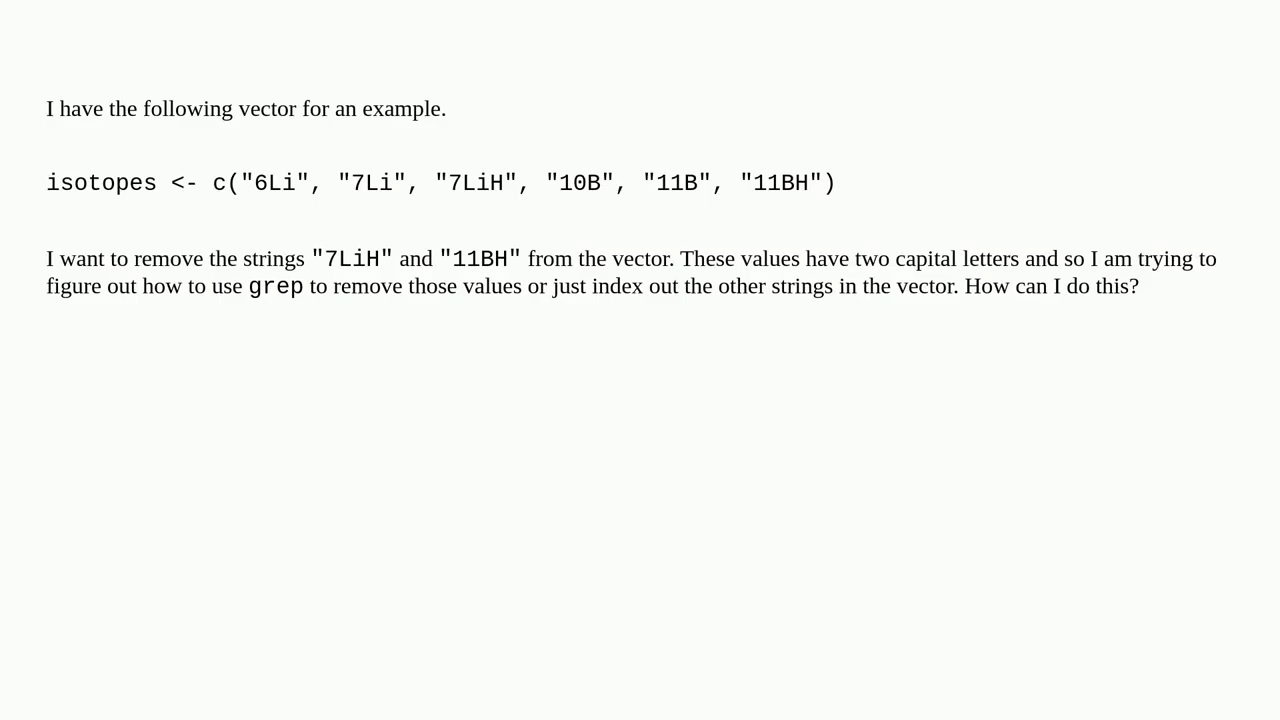 I have the following vector for an example.
isotopes <- c("6Li", "7Li", "7LiH", "10B", "11B", "11BH")
I want to remove the strings "7LiH" and "11BH" from the vector. These values have two capital letters and so I am trying to
figure out how to use grep to remove those values or just index out the other strings in the vector. How can I do this?